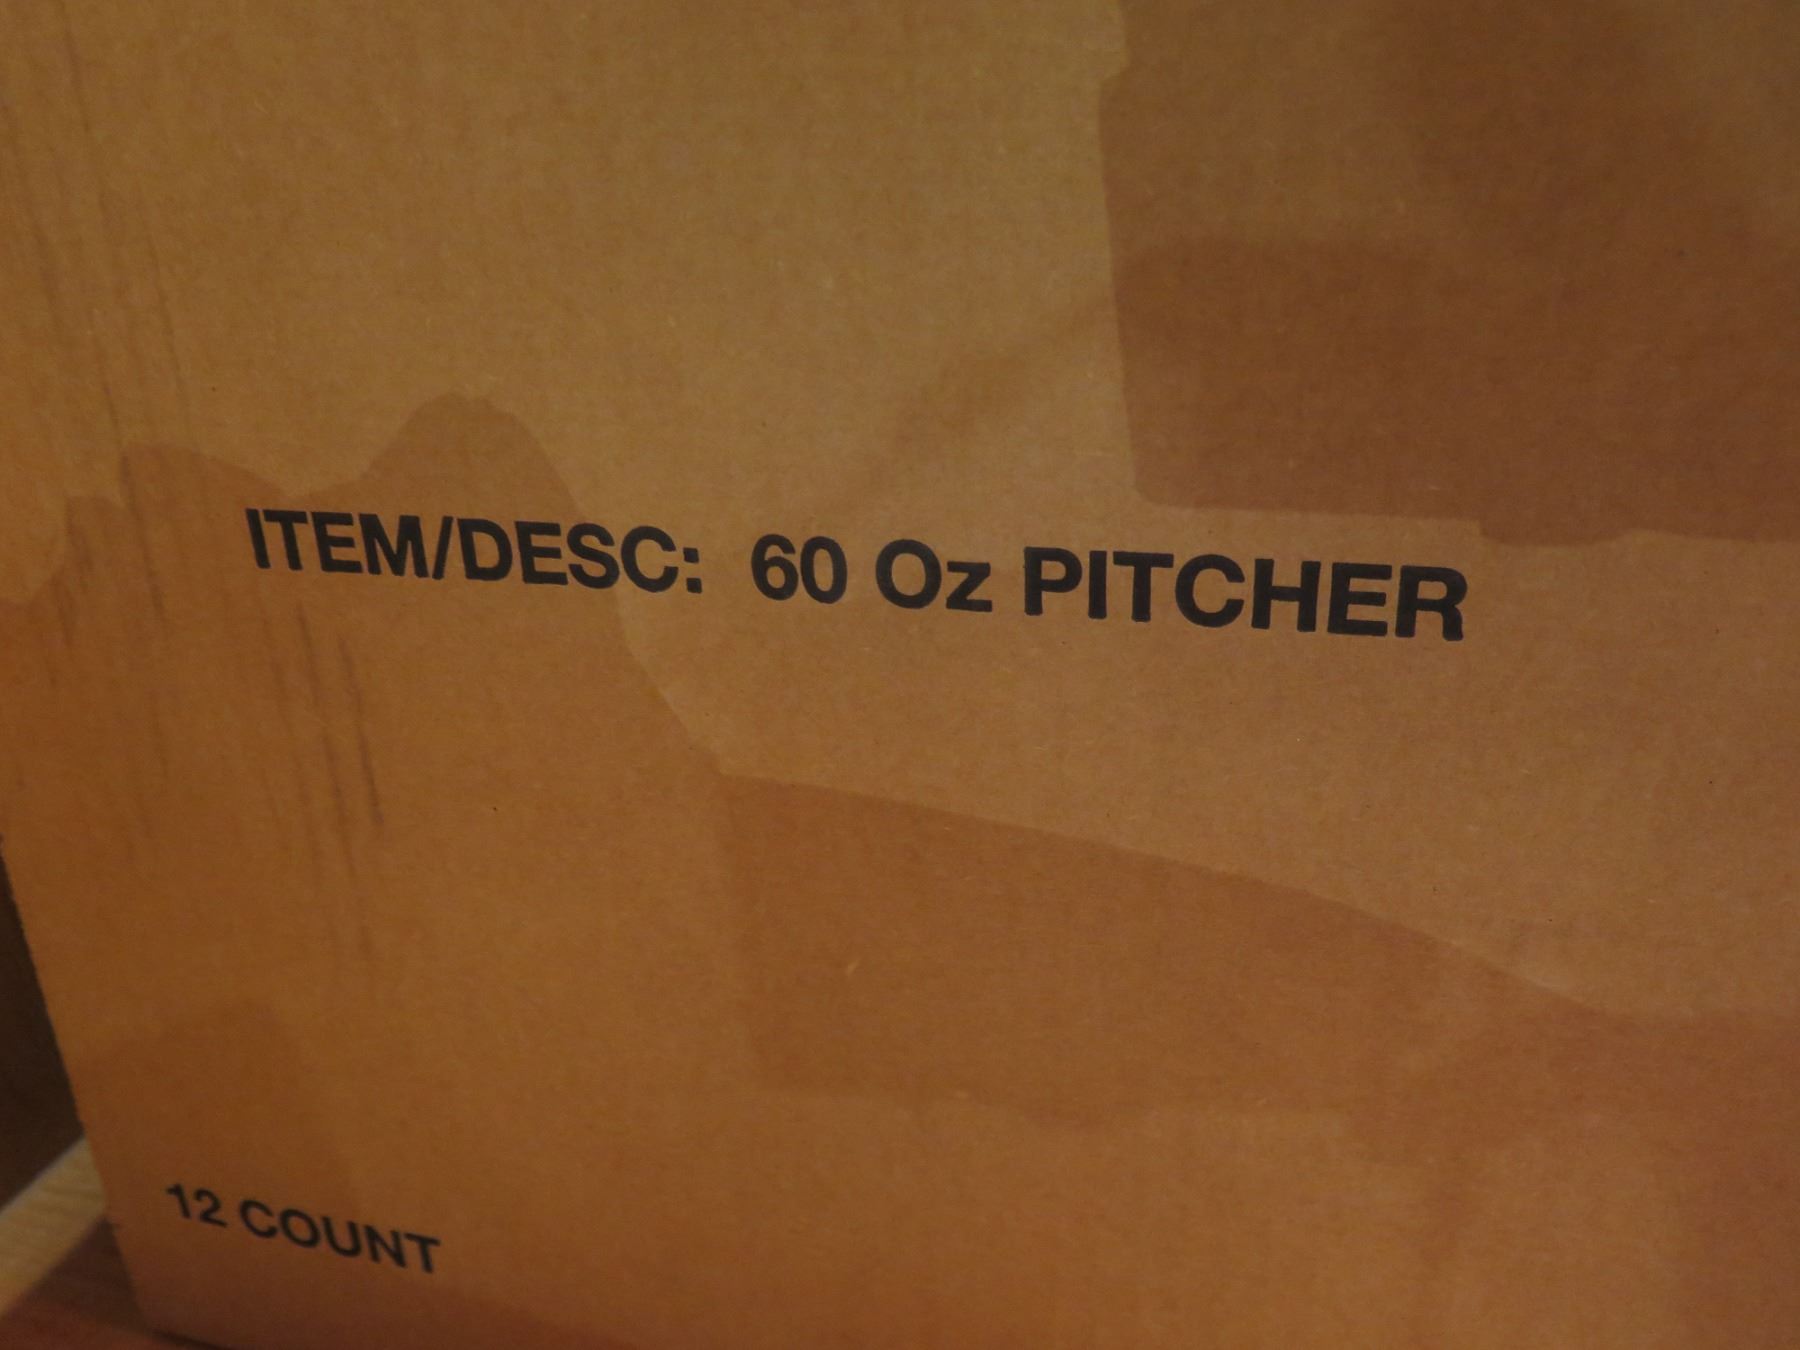 ITEM/DESC: 60 Oz PITCHER
12 COUNT